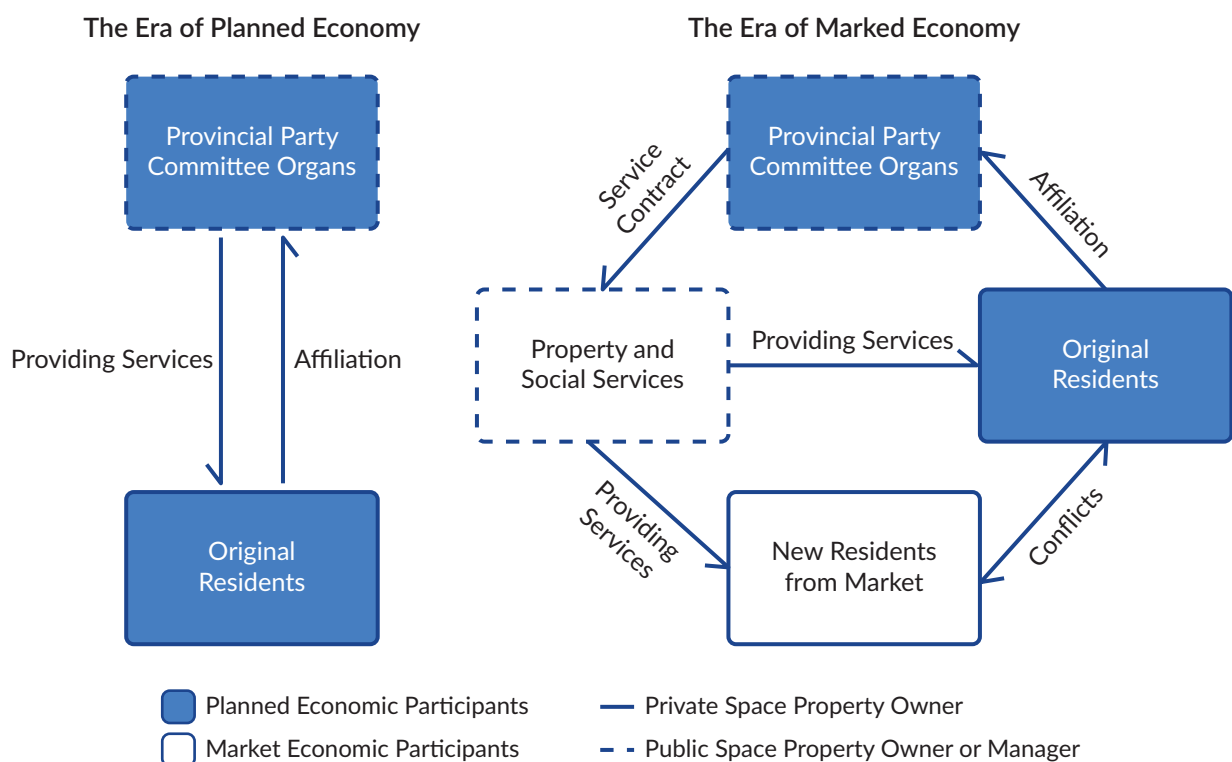 The Era of Planned Economy
Provincial Party
Committee Organs
Providing Services
Affiliation
Original
Residents
The Era of Marked Economy
Provincial Party
Committee Organs
Service
Contract
Affiliation
Property and
Social Services
Providing Services
Original
Residents
Providing
Services
New Residents
from Market
Conflicts
Planned Economic Participants
Market Economic Participants
Private Space Property Owner
Public Space Property Owner or Manager